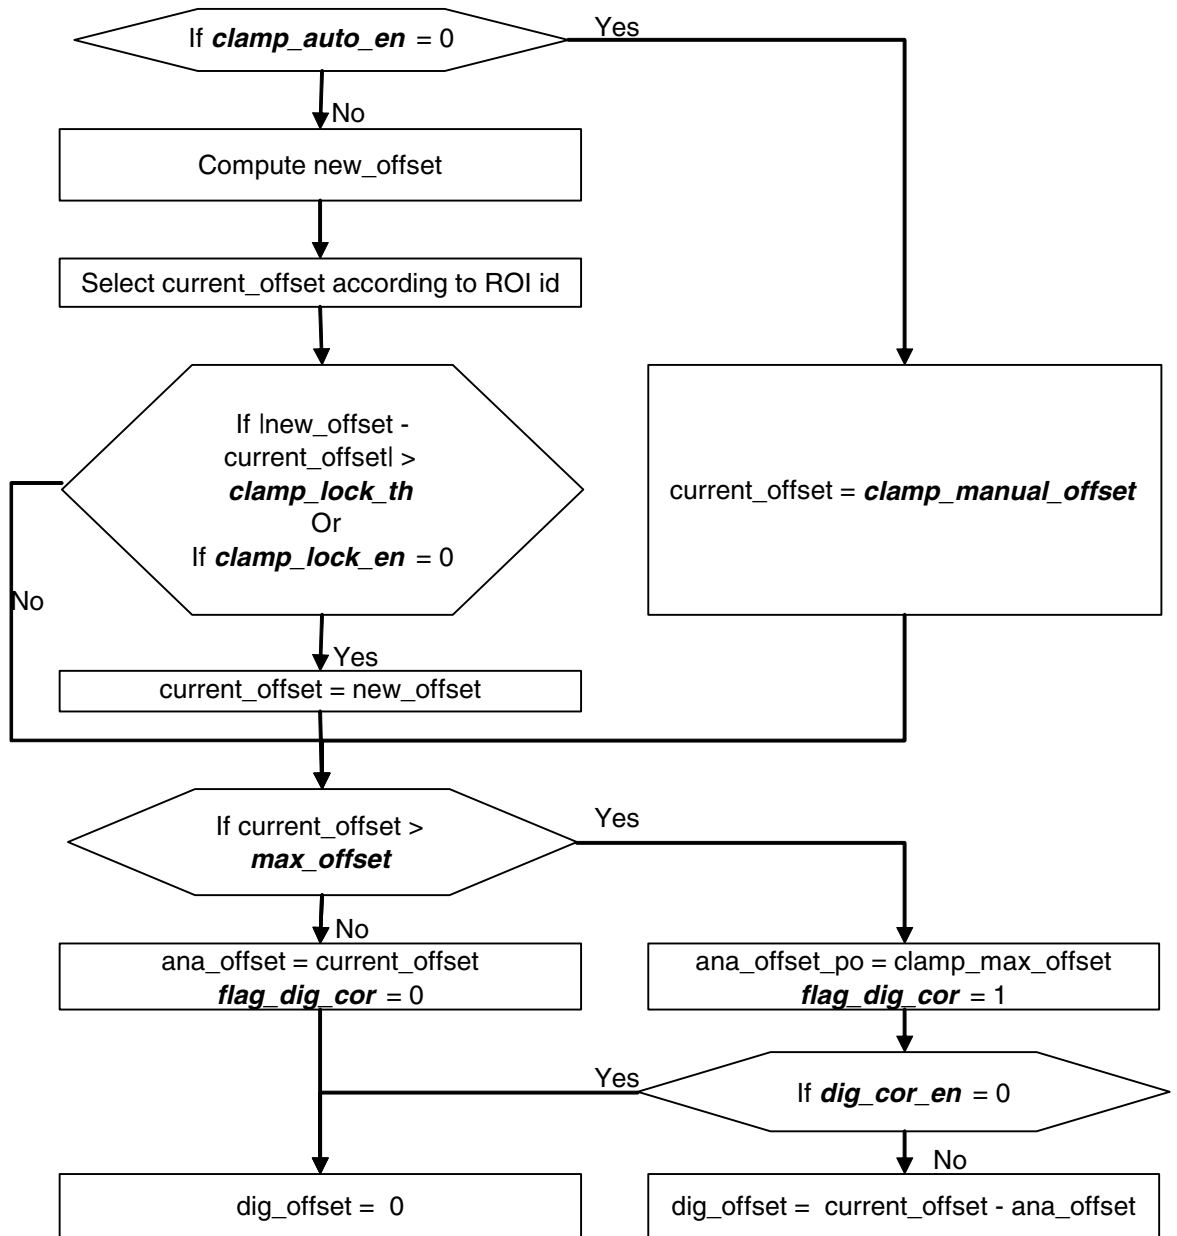 If clamp_auto_en = 0
Yes
No
Compute new_offset
Select current_offset according to ROI id
If |new_offset -
current_offset| >
clamp_lock_th
Or
If clamp_lock_en = 0
current_offset = clamp_manual_offset
No
Yes
current_offset = new_offset
If current_offset >
max_offset
Yes
No
ana_offset = current_offset
flag_dig_cor = 0
ana_offset_po = clamp_max_offset
flag_dig_cor = 1
Yes
If dig_cor_en = 0
No
dig_offset = 0
dig_offset = current_offset - ana_offset